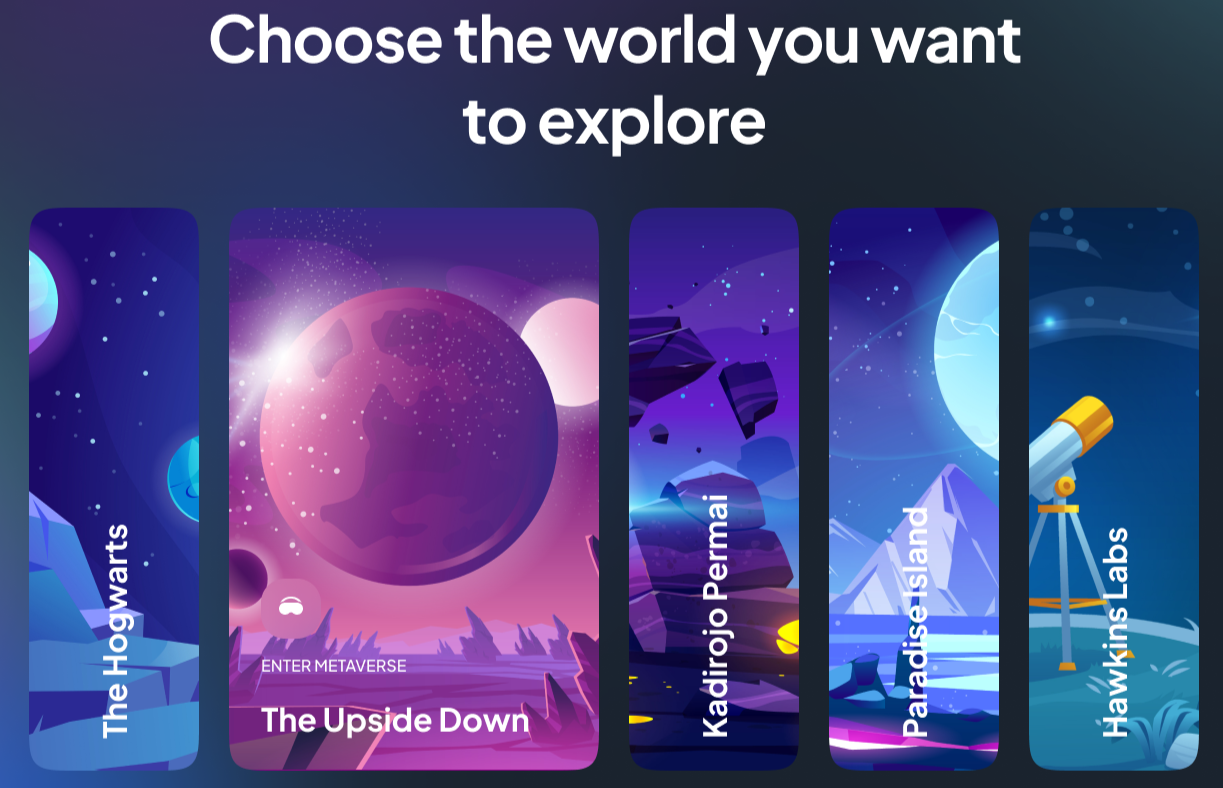 Choose the world you want
to explore
The Hogwarts
ENTER METAVERSE
The Upside Down
Kadirojo Permai
Paradise Island
Hawkins Labs